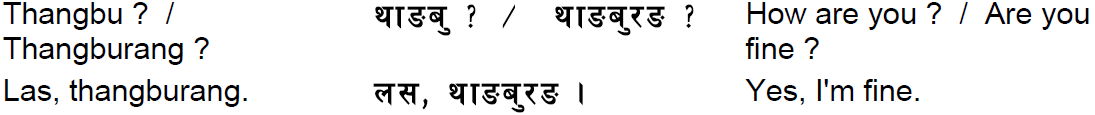 Thangbu ? / Thangburang ?
थाङबु ? / थाङबुरङ ?
How are you ? / Are you fine ?
Las, thangburang.
लस, थाङबुरङ ।
Yes, I'm fine.